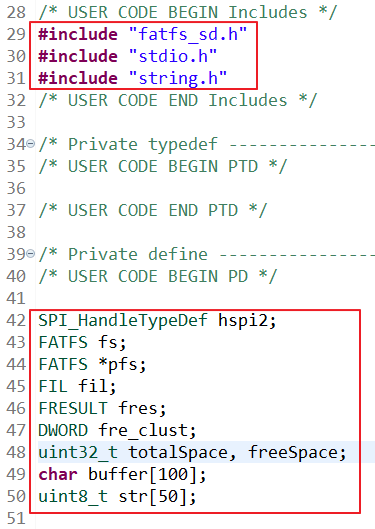 28 /* USER CODE BEGIN Includes */
29 #include "fatfs_sd.h"
30 #include "stdio.h"
31 #include "string.h"
32 /* USER CODE END Includes */
33
34 /* Private typedef ---------------
35 /* USER CODE BEGIN PTD */
36
37 /* USER CODE END PTD */
38
39 /* Private define ----------------
40 /* USER CODE BEGIN PD */
41
42 SPI_HandleTypeDef hspi2;
43 FATFS fs;
44 FATFS *pfs;
45 FIL fil;
46 FRESULT fres;
47 DWORD fre_clust;
48 uint32_t totalSpace, freeSpace;
49 char buffer[100];
50 uint8_t str[50];
51